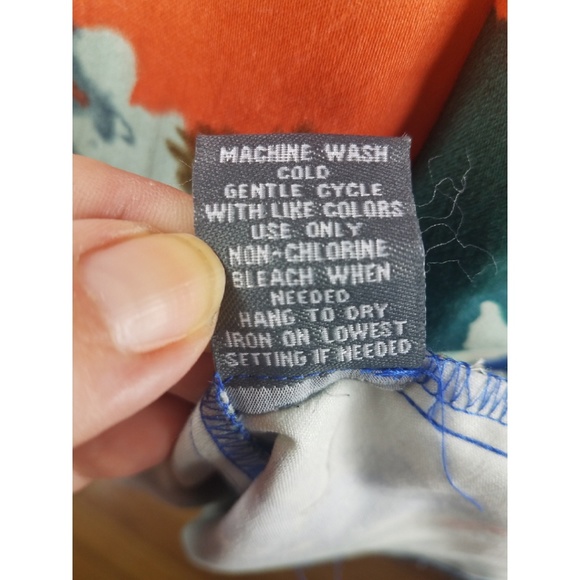 MACHINE WASH
COLD
GENTLE CYCLE
WITH LIKE COLORS
USE ONLY
NON-CHLORINE
BLEACH WHEN
NEEDED
HANG TO DRY
IRON ON LOWEST
SETTING IF NEEDED